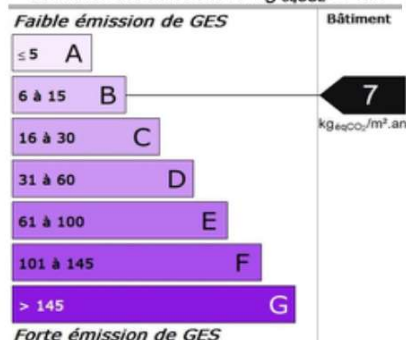 Faible émission de GES
Bâtiment
≤ 5 A
6 à 15 B
7
kgéqCO₂/m².an
16 à 30 C
31 à 60 D
61 à 100 E
101 à 145 F
> 145 G
Forte émission de GES